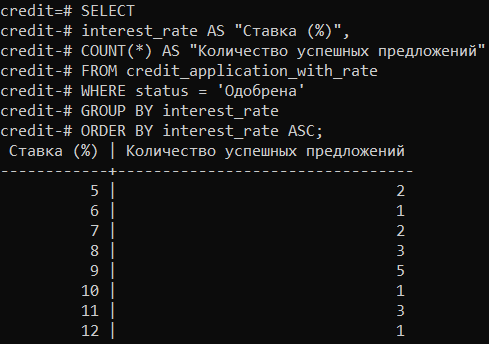 credit-# SELECT
credit-# interest_rate AS "Ставка (%)",
credit-# COUNT(*) AS "Количество успешных предложений"
credit-# FROM credit_application_with_rate
credit-# WHERE status = 'Одобрена'
credit-# GROUP BY interest_rate
credit-# ORDER BY interest_rate ASC;
 Ставка (%) | Количество успешных предложений
------------+---------------------------------
          5 |                               2
          6 |                               1
          7 |                               2
          8 |                               3
          9 |                               5
         10 |                               1
         11 |                               3
         12 |                               1